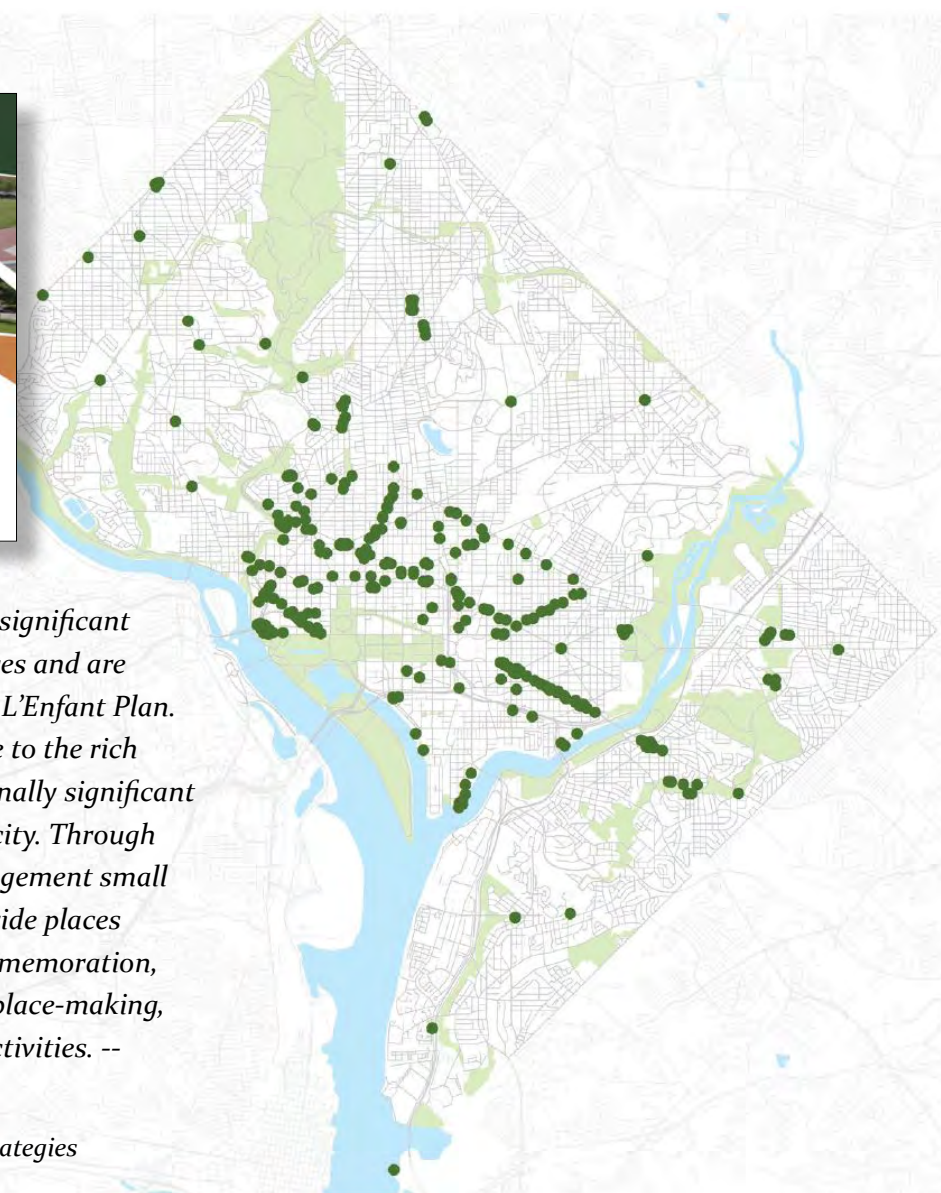 significant
es and are
L'Enfant Plan.
e to the rich
nally significant
city. Through
gement small
ide places
memoration,
place-making,
ctivities. --
ategies